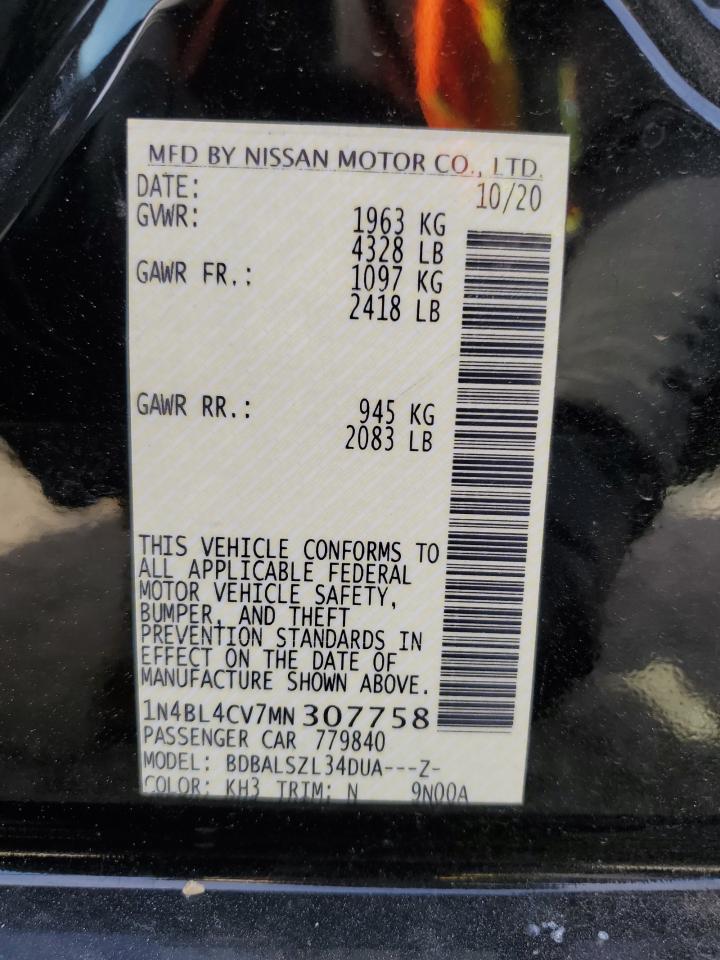 MFD BY NISSAN MOTOR CO., LTD.
DATE: 10/20
GVWR: 1963 KG
4328 LB
GAWR FR.: 1097 KG
2418 LB
GAWR RR.: 945 KG
2083 LB
THIS VEHICLE CONFORMS TO
ALL APPLICABLE FEDERAL
MOTOR VEHICLE SAFETY,
BUMPER, AND THEFT
PREVENTION STANDARDS IN
EFFECT ON THE DATE OF
MANUFACTURE SHOWN ABOVE.
1N4BL4CV7MN307758
PASSENGER CAR 779840
MODEL: BDBALSZL34DUA---Z-
COLOR: KH3 TRIM: N 9N00A